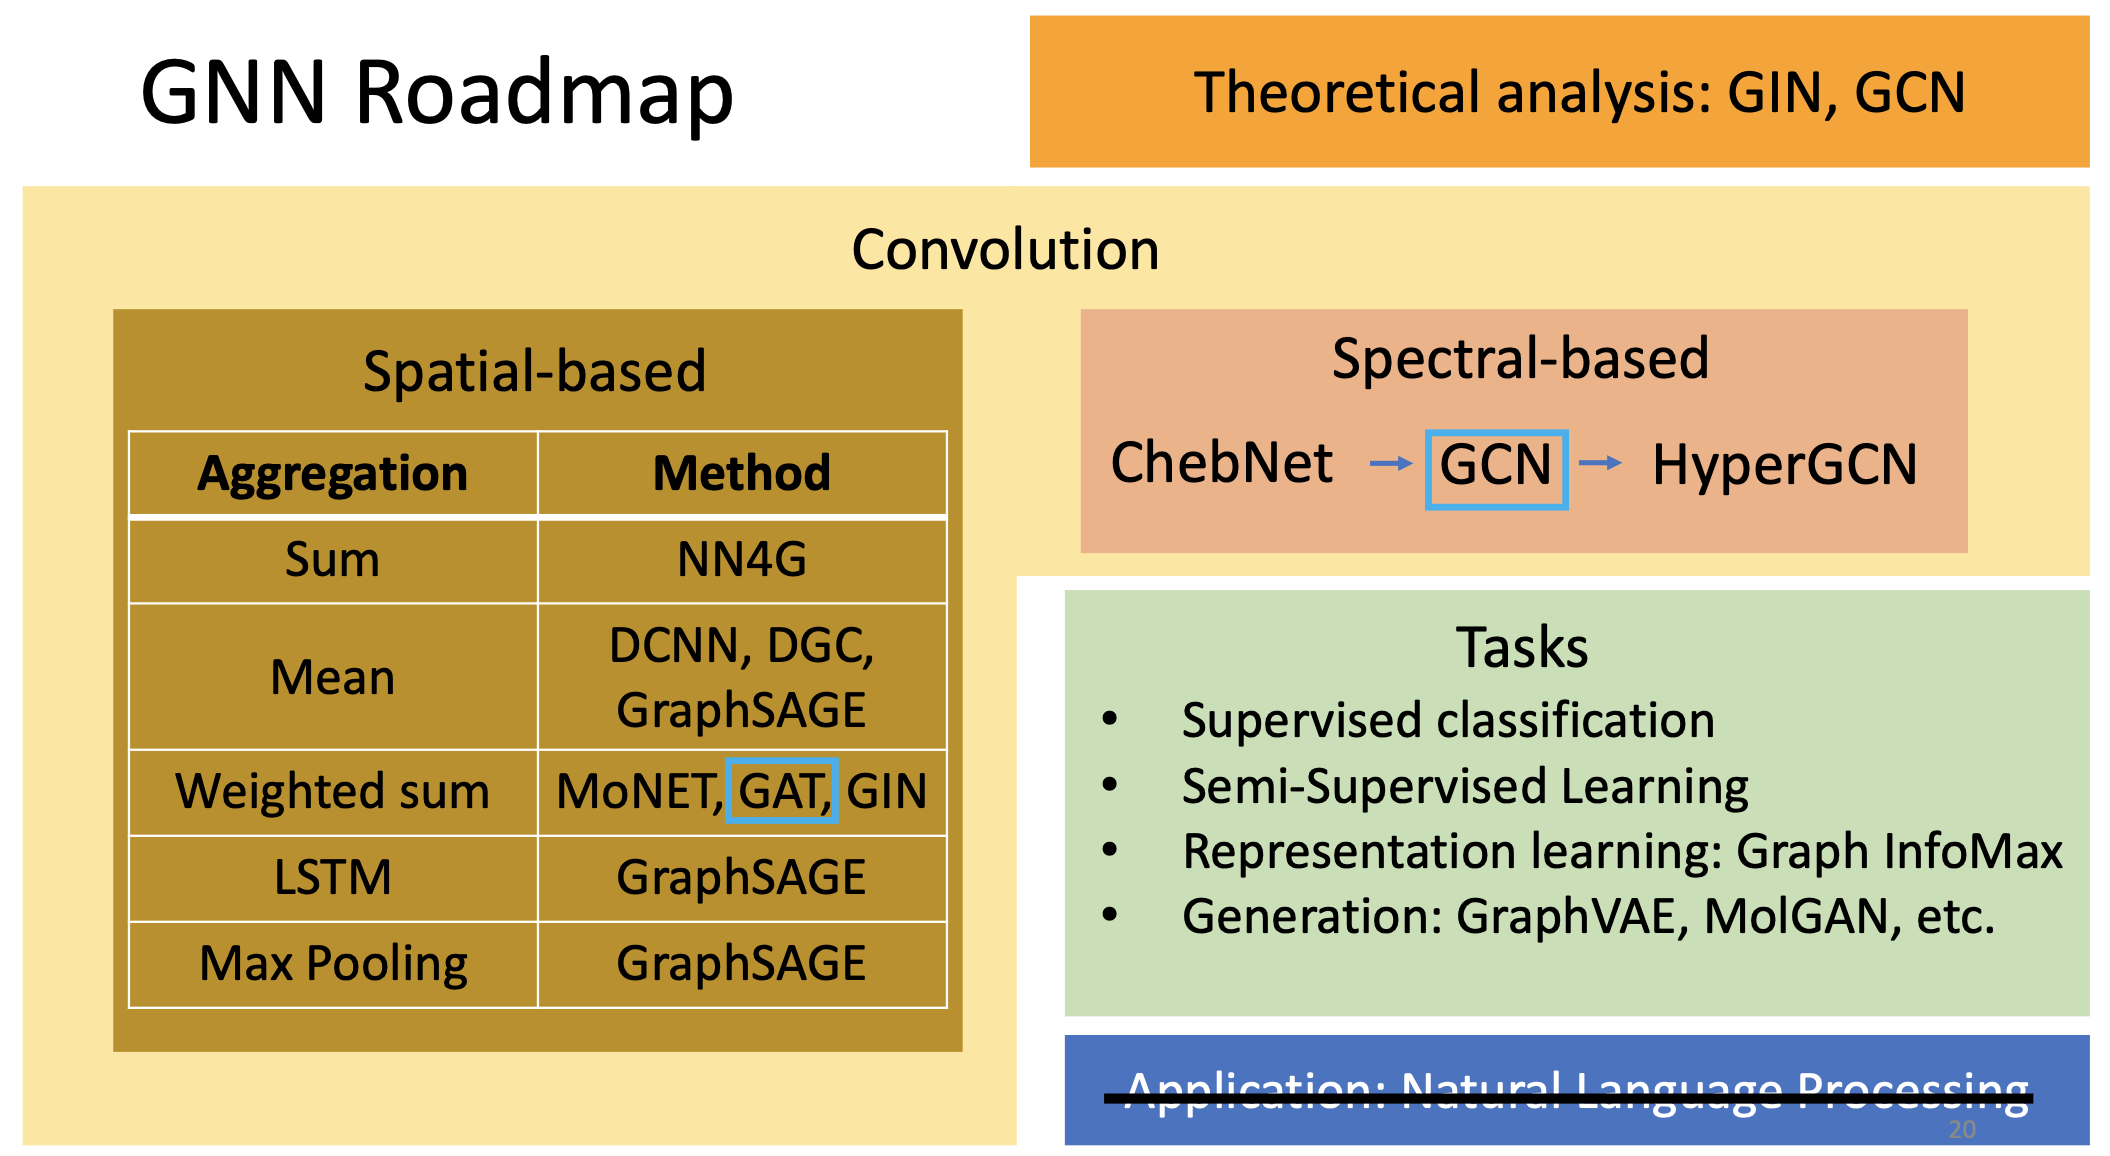 GNN Roadmap
Theoretical analysis: GIN, GCN
Convolution
Spatial-based
Aggregation Method
Sum NN4G
Mean DCNN, DGC,
GraphSAGE
Weighted sum MoNET, GAT, GIN
LSTM GraphSAGE
Max Pooling GraphSAGE
Spectral-based
ChebNet → GCN → HyperGCN
Tasks
• Supervised classification
• Semi-Supervised Learning
• Representation learning: Graph InfoMax
• Generation: GraphVAE, MolGAN, etc.
Application: Natural Language Processing
20